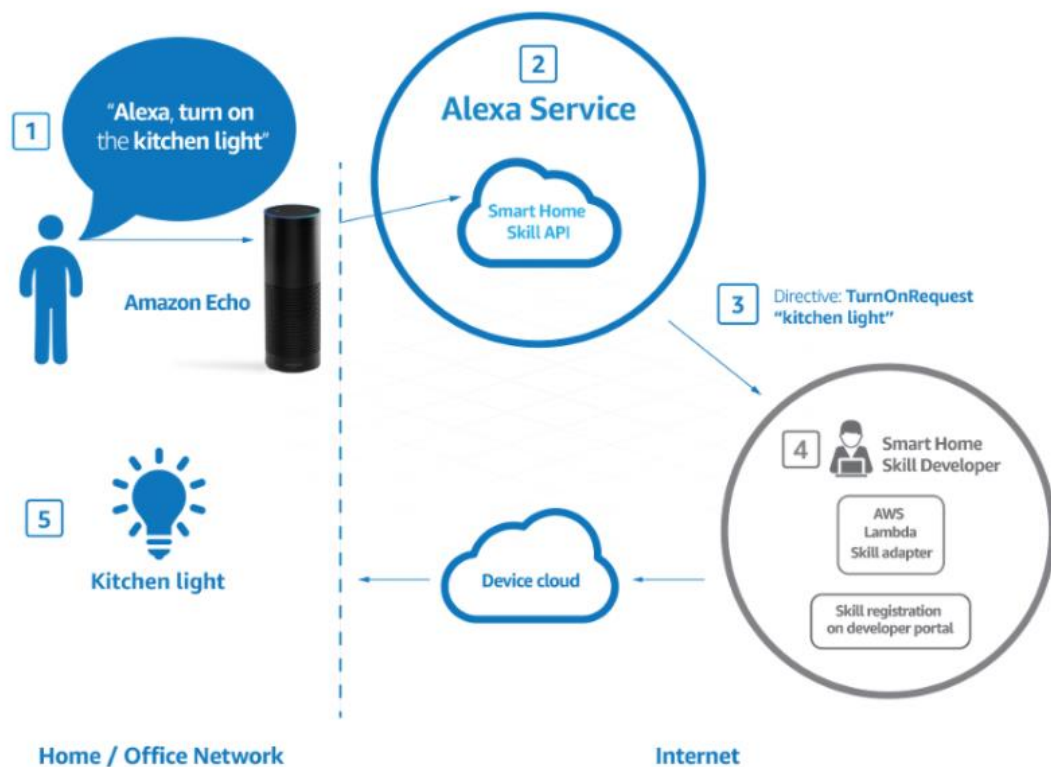 1
“Alexa, turn on
the kitchen light”
Amazon Echo
2
Alexa Service
Smart Home
Skill API
3
Directive: TurnOnRequest
“kitchen light”
4
Smart Home
Skill Developer
AWS
Lambda
Skill adapter
Skill registration
on developer portal
Device cloud
5
Kitchen light
Home / Office Network
Internet